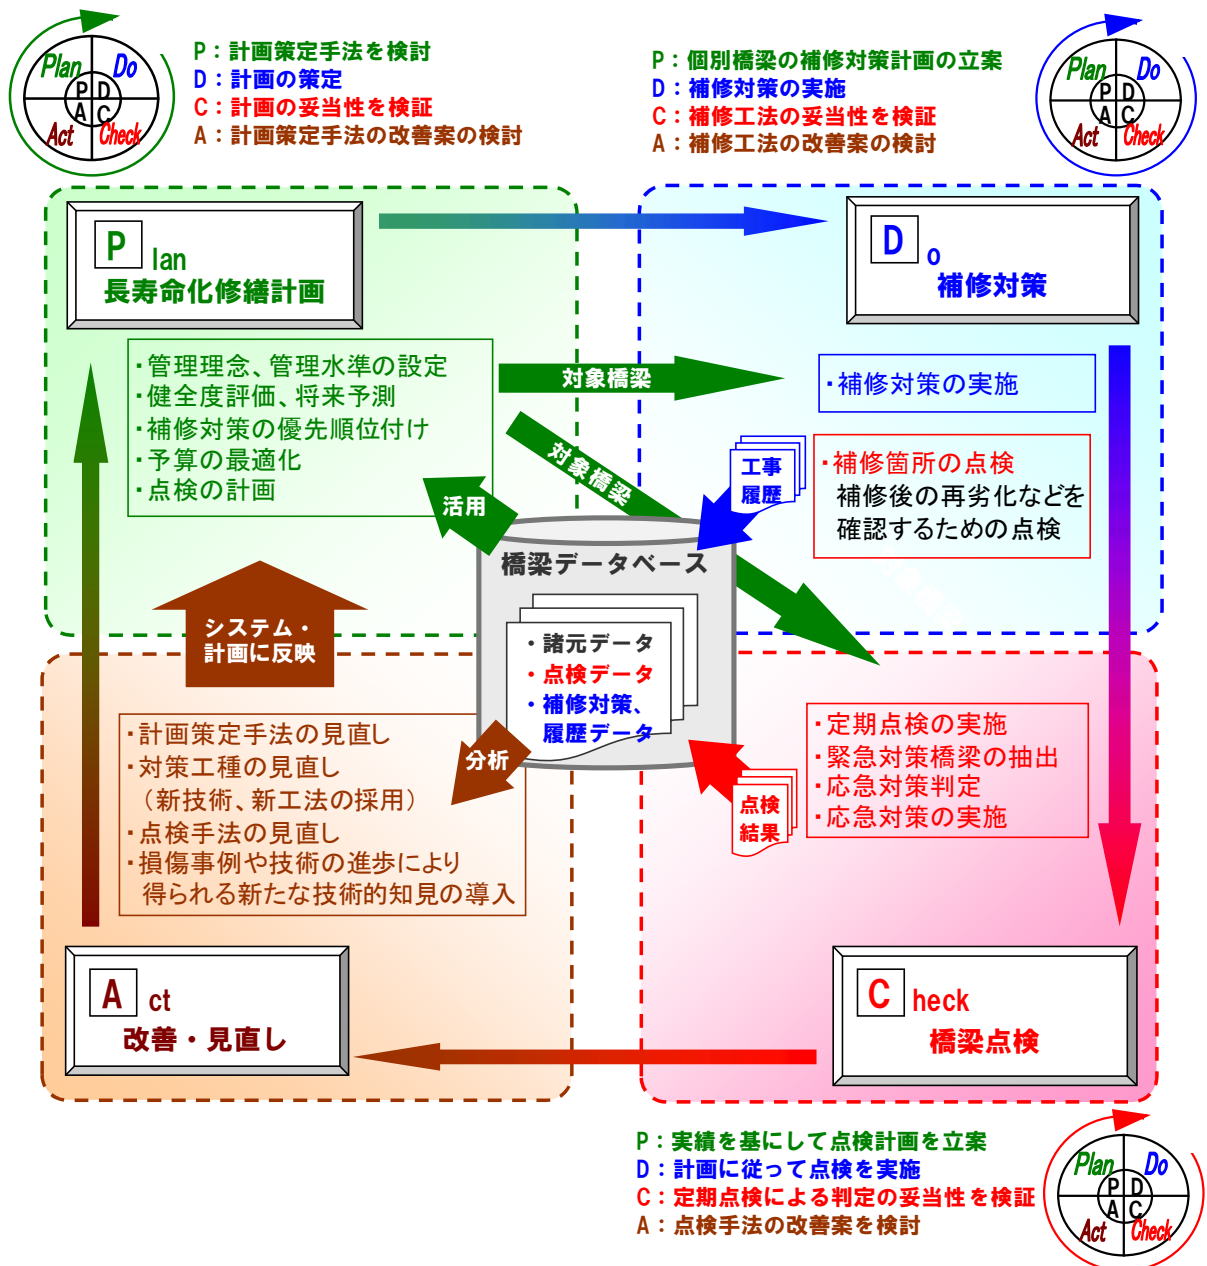 Plan
Do
P D
A C
Act
Check
P：計画策定手法を検討
D：計画の策定
C：計画の妥当性を検証
A：計画策定手法の改善案の検討
P：個別橋梁の補修対策計画の立案
D：補修対策の実施
C：補修工法の妥当性を検証
A：補修工法の改善案の検討
Plan
Do
P D
A C
Act
Check
Plan
長寿命化修繕計画
Do
補修対策
・管理理念、管理水準の設定
・健全度評価、将来予測
・補修対策の優先順位付け
・予算の最適化
・点検の計画
対象橋梁
対象橋梁
・補修対策の実施
・補修箇所の点検
補修後の再劣化などを
確認するための点検
工事
履歴
活用
橋梁データベース
・諸元データ
・点検データ
・補修対策、
履歴データ
システム・
計画に反映
分析
・計画策定手法の見直し
・対策工種の見直し
（新技術、新工法の採用）
・点検手法の見直し
・損傷事例や技術の進歩により
得られる新たな技術的知見の導入
点検
結果
・定期点検の実施
・緊急対策橋梁の抽出
・応急対策判定
・応急対策の実施
Act
改善・見直し
Check
橋梁点検
P：実績を基にして点検計画を立案
D：計画に従って点検を実施
C：定期点検による判定の妥当性を検証
A：点検手法の改善案を検討
Plan
Do
P D
A C
Act
Check